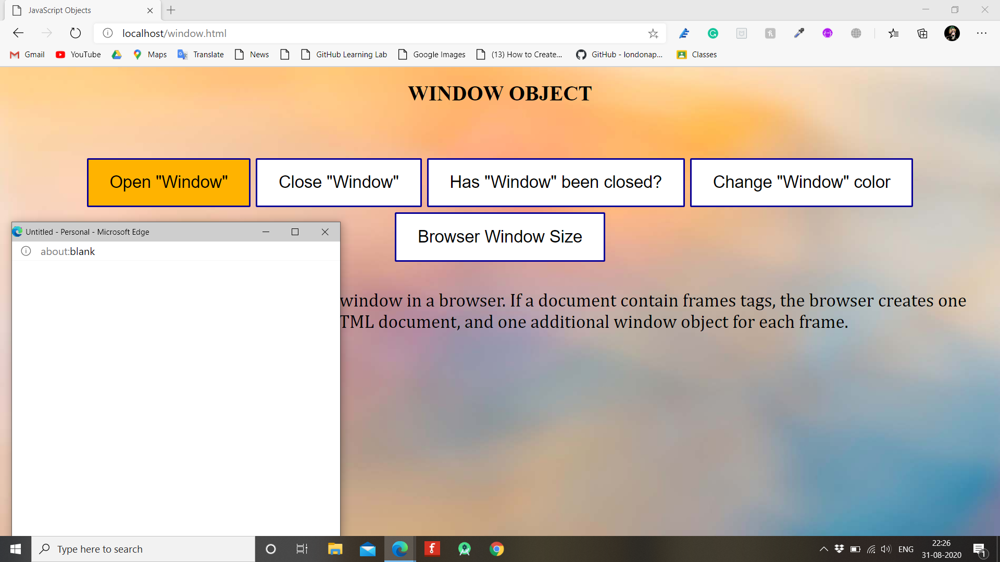 JavaScript Objects
localhost/window.html
Gmail YouTube Maps Translate News GitHub Learning Lab Google Images (13) How to Create... GitHub - londonap... Classes
WINDOW OBJECT
Open "Window" Close "Window" Has "Window" been closed? Change "Window" color
Browser Window Size
Untitled - Personal - Microsoft Edge
about:blank
window in a browser. If a document contain frames tags, the browser creates one
TML document, and one additional window object for each frame.
Type here to search
ENG
22:26
31-08-2020
1